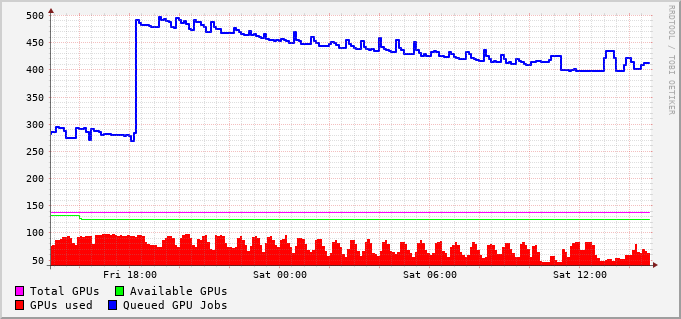 500
450
400
350
300
250
200
150
100
50
Fri 18:00 Sat 00:00 Sat 06:00 Sat 12:00
Total GPUs Available GPUs
GPUs used Queued GPU Jobs
RRDTOOL / TOBI OETIKER